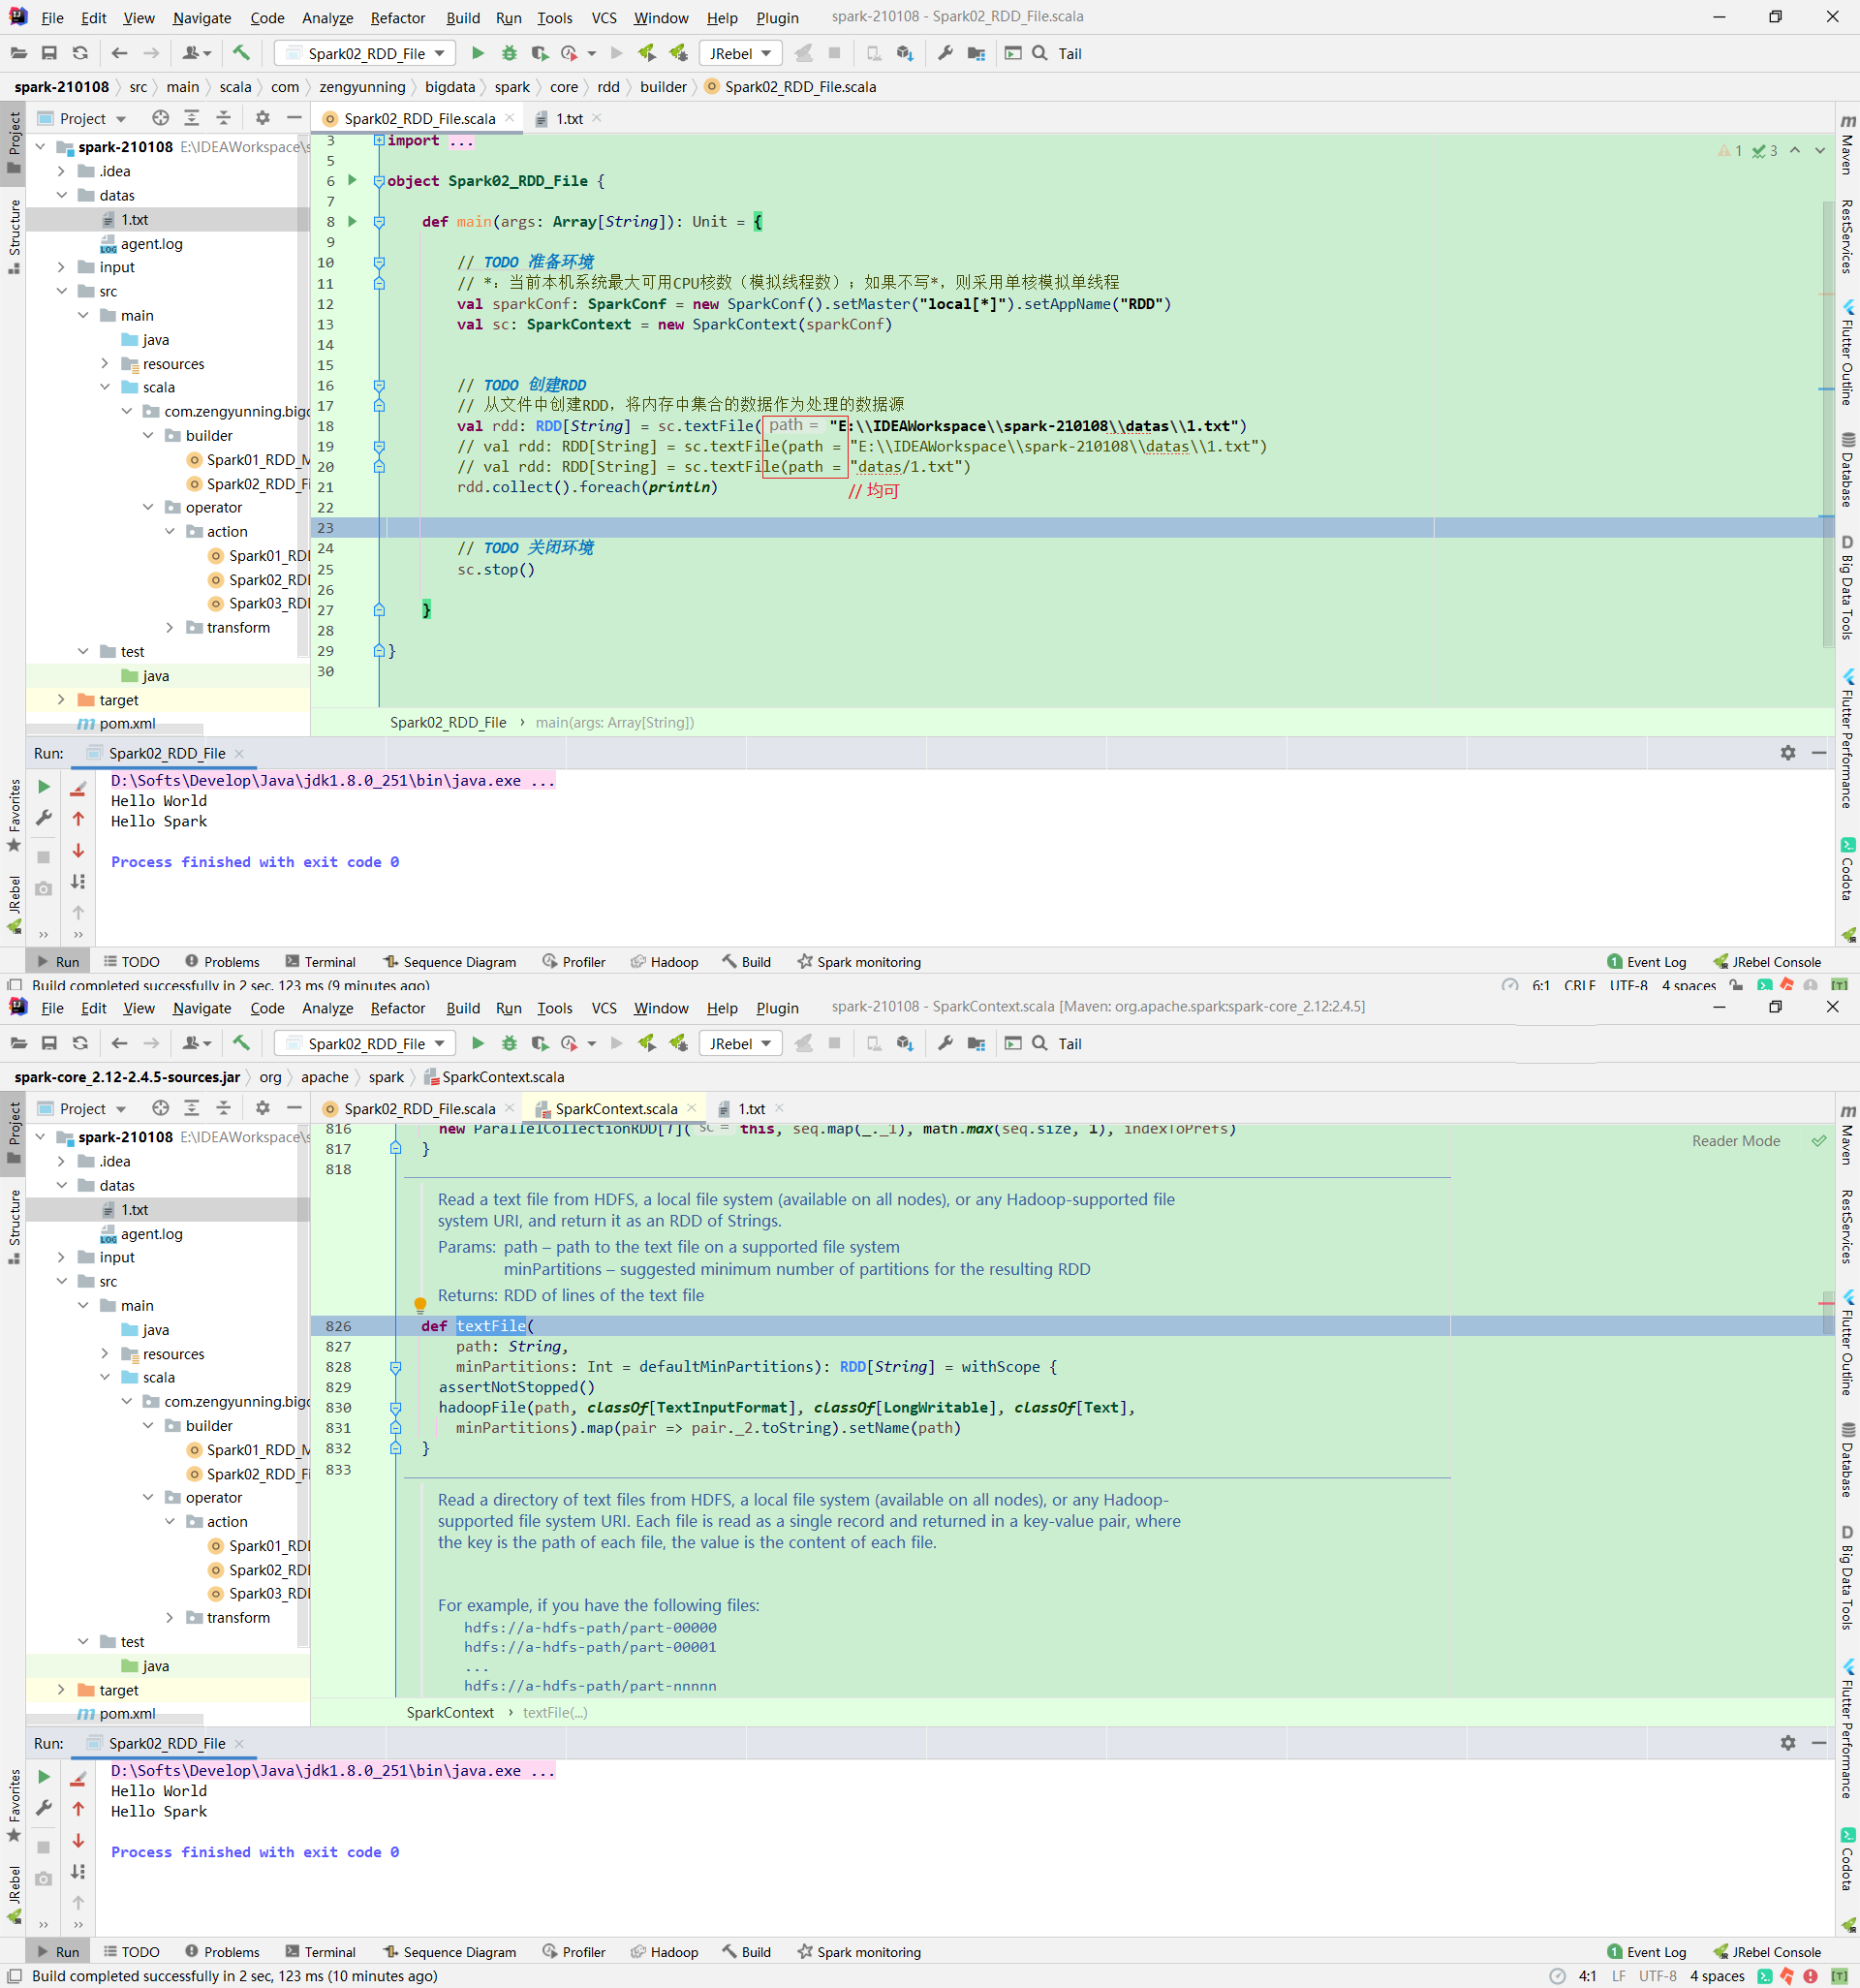 File Edit View Navigate Code Analyze Refactor Build Run Tools VCS Window Help Plugin spark-210108 - Spark02_RDD_File.scala
Spark02_RDD_File JRebel Tail
spark-210108 src main scala com zengyunning bigdata spark core rdd builder Spark02_RDD_File.scala
Project
Structure
Favorites
JRebel
Project
spark-210108 E:\IDEAWorkspace\s
.idea
datas
1.txt
agent.log
input
src
main
java
resources
scala
com.zengyunning.bigd
builder
Spark01_RDD_M
Spark02_RDD_Fi
operator
action
Spark01_RDI
Spark02_RDI
Spark03_RDI
transform
test
java
target
pom.xml
Spark02_RDD_File.scala 1.txt
1 3
3 import ...
5
6 object Spark02_RDD_File {
7
8 def main(args: Array[String]): Unit = {
9
10 // TODO 准备环境
11 // *: 当前本机系统最大可用CPU核数（模拟线程数）；如果不写*，则采用单核模拟单线程
12 val sparkConf: SparkConf = new SparkConf().setMaster("local[*]").setAppName("RDD")
13 val sc: SparkContext = new SparkContext(sparkConf)
14
15
16 // TODO 创建RDD
17 // 从文件中创建RDD，将内存中集合的数据作为处理的数据源
18 val rdd: RDD[String] = sc.textFile( path = "E:\\IDEAWorkspace\\spark-210108\\datas\\1.txt")
19 // val rdd: RDD[String] = sc.textFile(path = "E:\\IDEAWorkspace\\spark-210108\\datas\\1.txt")
20 // val rdd: RDD[String] = sc.textFile(path = "datas/1.txt")
21 rdd.collect().foreach(println)
// 均可
22
23
24 // TODO 关闭环境
25 sc.stop()
26
27 }
28
29 }
30
Spark02_RDD_File › main(args: Array[String])
Maven
RestServices
Flutter Outline
Database
Big Data Tools
Flutter Performance
Codota
Run: Spark02_RDD_File
D:\Softs\Develop\Java\jdk1.8.0_251\bin\java.exe ...
Hello World
Hello Spark
Process finished with exit code 0
Run TODO Problems Terminal Sequence Diagram Profiler Hadoop Build Spark monitoring 1 Event Log JRebel Console
Build completed successfully in 2 sec, 123 ms (9 minutes ago) 6:1 CRLF UTF-8 4 spaces
File Edit View Navigate Code Analyze Refactor Build Run Tools VCS Window Help Plugin spark-210108 - SparkContext.scala [Maven: org.apache.spark:spark-core_2.12:2.4.5]
Spark02_RDD_File JRebel Tail
spark-core_2.12-2.4.5-sources.jar org apache spark SparkContext.scala
Project
Structure
Favorites
JRebel
Project
spark-210108 E:\IDEAWorkspace\s
.idea
datas
1.txt
agent.log
input
src
main
java
resources
scala
com.zengyunning.bigd
builder
Spark01_RDD_M
Spark02_RDD_Fi
operator
action
Spark01_RDI
Spark02_RDI
Spark03_RDI
transform
test
java
target
pom.xml
Spark02_RDD_File.scala SparkContext.scala 1.txt
Reader Mode
816 new ParallelCollectionRDD[T]( sc = this, seq.map(_._1), math.max(seq.size, 1), indexToPrefs)
817 }
818
Read a text file from HDFS, a local file system (available on all nodes), or any Hadoop-supported file
system URI, and return it as an RDD of Strings.
Params: path – path to the text file on a supported file system
minPartitions – suggested minimum number of partitions for the resulting RDD
Returns: RDD of lines of the text file
826 def textFile(
827 path: String,
828 minPartitions: Int = defaultMinPartitions): RDD[String] = withScope {
829 assertNotStopped()
830 hadoopFile(path, classOf[TextInputFormat], classOf[LongWritable], classOf[Text],
831 minPartitions).map(pair => pair._2.toString).setName(path)
832 }
833
Read a directory of text files from HDFS, a local file system (available on all nodes), or any Hadoop-
supported file system URI. Each file is read as a single record and returned in a key-value pair, where
the key is the path of each file, the value is the content of each file.
For example, if you have the following files:
hdfs://a-hdfs-path/part-00000
hdfs://a-hdfs-path/part-00001
...
hdfs://a-hdfs-path/part-nnnnn
SparkContext › textFile(...)
Maven
RestServices
Flutter Outline
Database
Big Data Tools
Flutter Performance
Codota
Run: Spark02_RDD_File
D:\Softs\Develop\Java\jdk1.8.0_251\bin\java.exe ...
Hello World
Hello Spark
Process finished with exit code 0
Run TODO Problems Terminal Sequence Diagram Profiler Hadoop Build Spark monitoring 1 Event Log JRebel Console
Build completed successfully in 2 sec, 123 ms (10 minutes ago) 4:1 LF UTF-8 4 spaces